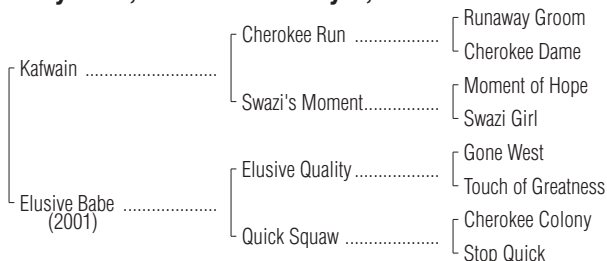 Runaway Groom
Cherokee Run ....................
Cherokee Dame
Kafwain ...............................
Moment of Hope
Swazi's Moment..................
Swazi Girl
Gone West
Elusive Quality ....................
Touch of Greatness
Elusive Babe ......................
(2001)
Cherokee Colony
Quick Squaw ......................
Stop Quick